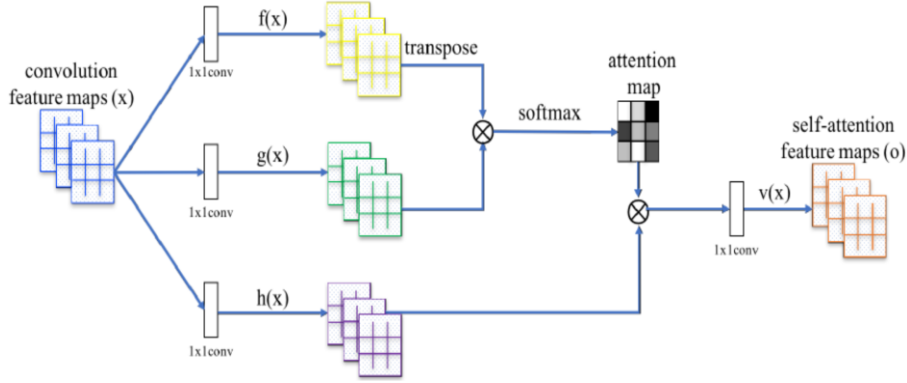 f(x)
1x1conv
transpose
convolution
feature maps (x)
attention
map
softmax
g(x)
1x1conv
self-attention
feature maps (o)
v(x)
1x1conv
h(x)
1x1conv